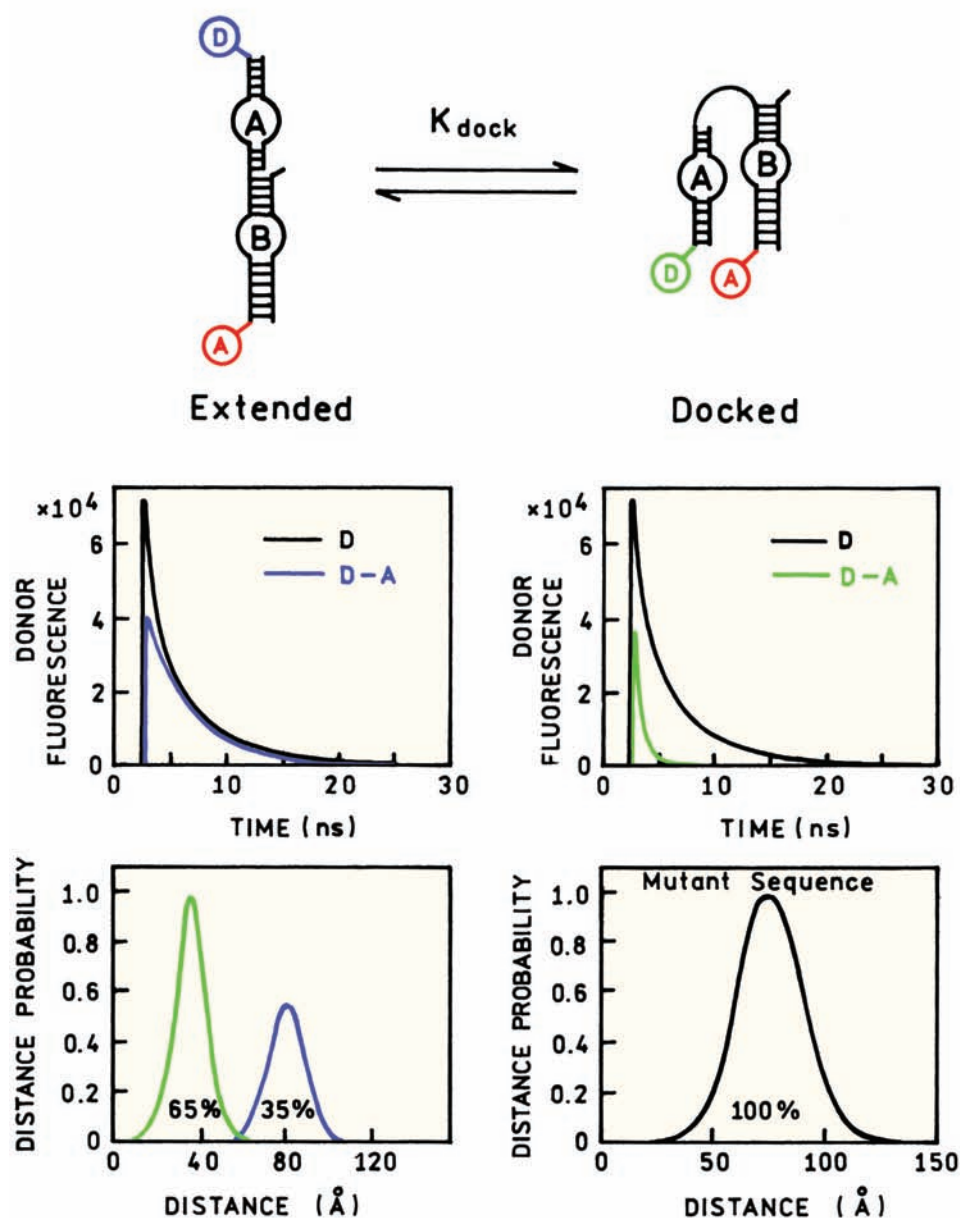 D
A
B
A
K dock
A
B
D
A
Extended
Docked
×10⁴
6
4
2
0
DONOR
FLUORESCENCE
D
D-A
0
10
20
30
TIME (ns)
×10⁴
6
4
2
0
DONOR
FLUORESCENCE
D
D-A
0
10
20
30
TIME (ns)
DISTANCE PROBABILITY
1.0
0.8
0.6
0.4
0.2
0
65%
35%
0
40
80
120
DISTANCE (Å)
DISTANCE PROBABILITY
Mutant Sequence
1.0
0.8
0.6
0.4
0.2
0
100%
0
50
100
150
DISTANCE (Å)